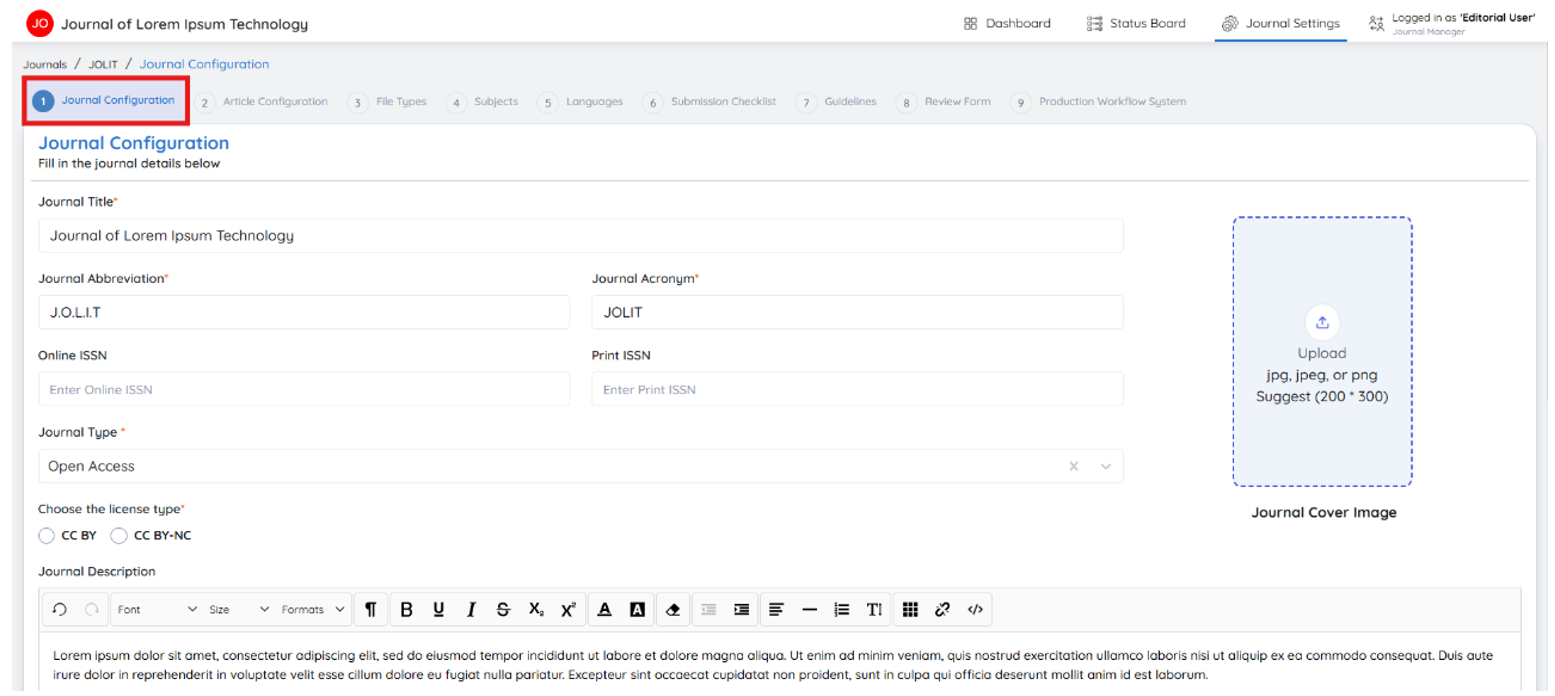 JO Journal of Lorem Ipsum Technology
Dashboard Status Board Journal Settings Logged in as 'Editorial User'
Journal Manager
Journals / JOLIT / Journal Configuration
1 Journal Configuration 2 Article Configuration 3 File Types 4 Subjects 5 Languages 6 Submission Checklist 7 Guidelines 8 Review Form 9 Production Workflow System
Journal Configuration
Fill in the journal details below
Journal Title*
Journal of Lorem Ipsum Technology
Journal Abbreviation* Journal Acronym*
J.O.L.I.T JOLIT
Online ISSN Print ISSN
Enter Online ISSN Enter Print ISSN
Journal Type *
Open Access
Choose the license type*
CC BY CC BY-NC
Upload
jpg, jpeg, or png
Suggest (200 * 300)
Journal Cover Image
Journal Description
Font Size Formats
Lorem ipsum dolor sit amet, consectetur adipiscing elit, sed do eiusmod tempor incididunt ut labore et dolore magna aliqua. Ut enim ad minim veniam, quis nostrud exercitation ullamco laboris nisi ut aliquip ex ea commodo consequat. Duis aute
irure dolor in reprehenderit in voluptate velit esse cillum dolore eu fugiat nulla pariatur. Excepteur sint occaecat cupidatat non proident, sunt in culpa qui officia deserunt mollit anim id est laborum.